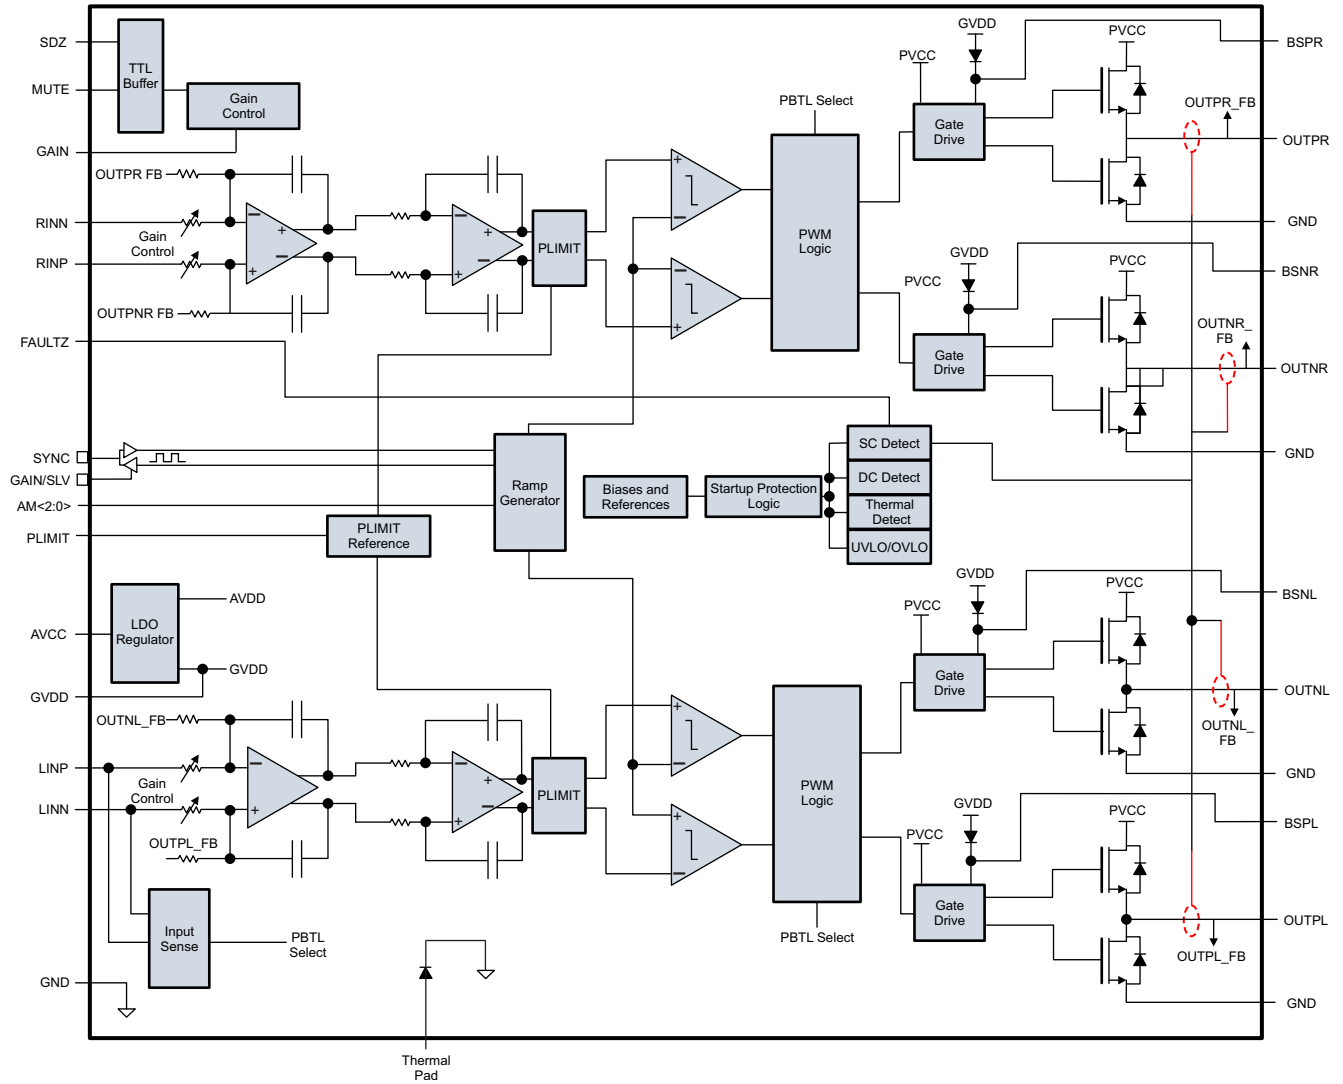 SDZ
MUTE
GAIN
TTL
Buffer
Gain
Control
OUTPR FB
RINN
Gain
Control
RINP
OUTPNR FB
FAULTZ
PLIMIT
PBTL Select
PWM
Logic
GVDD
PVCC
Gate
Drive
PVCC
BSPR
OUTPR_FB
OUTPR
GND
GVDD
PVCC
Gate
Drive
PVCC
BSNR
OUTNR_
FB
OUTNR
GND
SYNC
GAIN/SLV
AM<2:0>
PLIMIT
PLIMIT
Reference
Ramp
Generator
Biases and
References
Startup Protection
Logic
SC Detect
DC Detect
Thermal
Detect
UVLO/OVLO
AVCC
LDO
Regulator
AVDD
GVDD
GVDD
OUTNL_FB
LINP
Gain
Control
LINN
OUTPL_FB
PLIMIT
PWM
Logic
PBTL Select
GVDD
PVCC
Gate
Drive
PVCC
BSNL
OUTNL
OUTNL_
FB
GND
GVDD
PVCC
Gate
Drive
PVCC
BSPL
OUTPL
OUTPL_FB
GND
Input
Sense
PBTL
Select
GND
Thermal
Pad